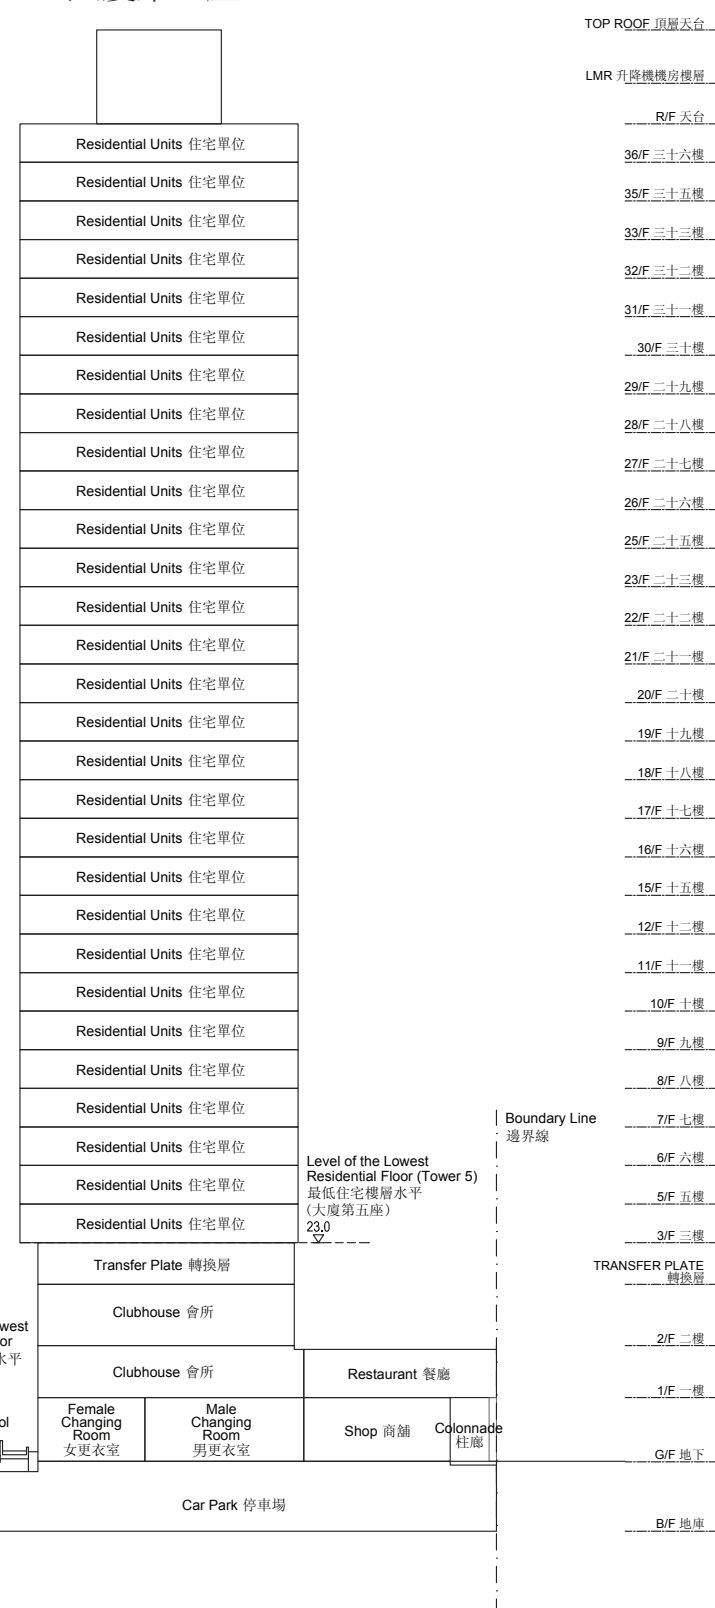 TOP ROOF 頂層天台
LMR 升降機機房樓層
R/F 天台
Residential Units 住宅單位
36/F 三十六樓
Residential Units 住宅單位
35/F 三十五樓
Residential Units 住宅單位
33/F 三十三樓
Residential Units 住宅單位
32/F 三十二樓
Residential Units 住宅單位
31/F 三十一樓
Residential Units 住宅單位
30/F 三十樓
Residential Units 住宅單位
29/F 二十九樓
Residential Units 住宅單位
28/F 二十八樓
Residential Units 住宅單位
27/F 二十七樓
Residential Units 住宅單位
26/F 二十六樓
Residential Units 住宅單位
25/F 二十五樓
Residential Units 住宅單位
23/F 二十三樓
Residential Units 住宅單位
22/F 二十二樓
Residential Units 住宅單位
21/F 二十一樓
Residential Units 住宅單位
20/F 二十樓
Residential Units 住宅單位
19/F 十九樓
Residential Units 住宅單位
18/F 十八樓
Residential Units 住宅單位
17/F 十七樓
Residential Units 住宅單位
16/F 十六樓
Residential Units 住宅單位
15/F 十五樓
Residential Units 住宅單位
12/F 十二樓
Residential Units 住宅單位
11/F 十一樓
Residential Units 住宅單位
10/F 十樓
Residential Units 住宅單位
9/F 九樓
Residential Units 住宅單位
8/F 八樓
Residential Units 住宅單位
7/F 七樓
Boundary Line
邊界線
Residential Units 住宅單位
6/F 六樓
Residential Units 住宅單位
5/F 五樓
Residential Units 住宅單位
3/F 三樓
Level of the Lowest
Residential Floor (Tower 5)
最低住宅樓層水平
(大廈第五座)
23.0
Transfer Plate 轉換層
TRANSFER PLATE
轉換層
Clubhouse 會所
west
or
水平
2/F 二樓
Clubhouse 會所
Restaurant 餐廳
1/F 一樓
ol
Female
Changing
Room
女更衣室
Male
Changing
Room
男更衣室
Shop 商舖
Colonnade
柱廊
G/F 地下
Car Park 停車場
B/F 地庫